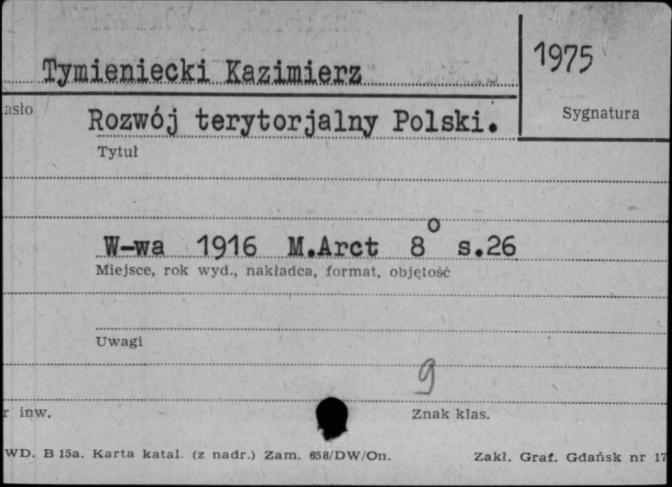 Tymieniecki Kazimierz
1975
asło
Sygnatura
Rozwój terytorjalny Polski.
Tytuł
W-wa 1916 M.Arct 8° s.26
Miejsce, rok wyd., nakładca, format, objętość
Uwagi
9
r inw.
Znak klas.
WD. B 15a. Karta katal. (z nadr.) Zam. 658/DW/On. Zakł. Graf. Gdańsk nr 17